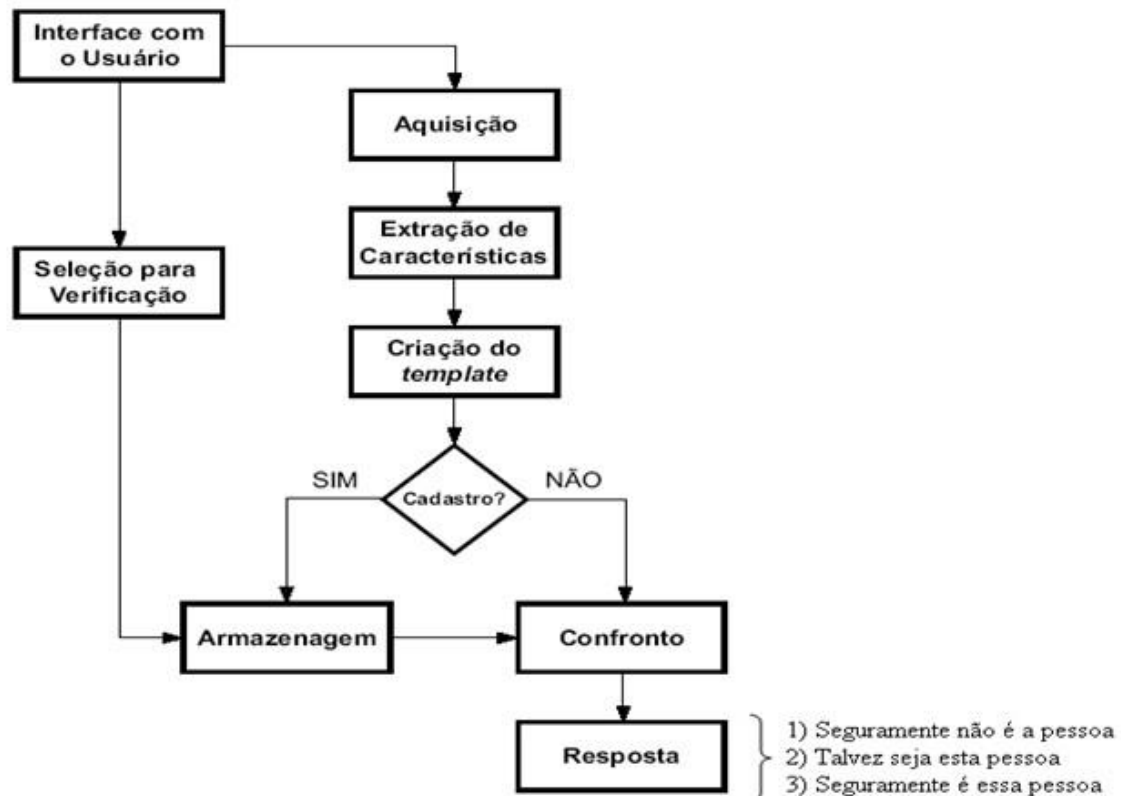 Interface com
o Usuário
Aquisição
Extração de
Características
Seleção para
Verificação
Criação do
template
SIM
Cadastro?
NÃO
Armazenagem
Confronto
Resposta
1) Seguramente não é a pessoa
2) Talvez seja esta pessoa
3) Seguramente é essa pessoa